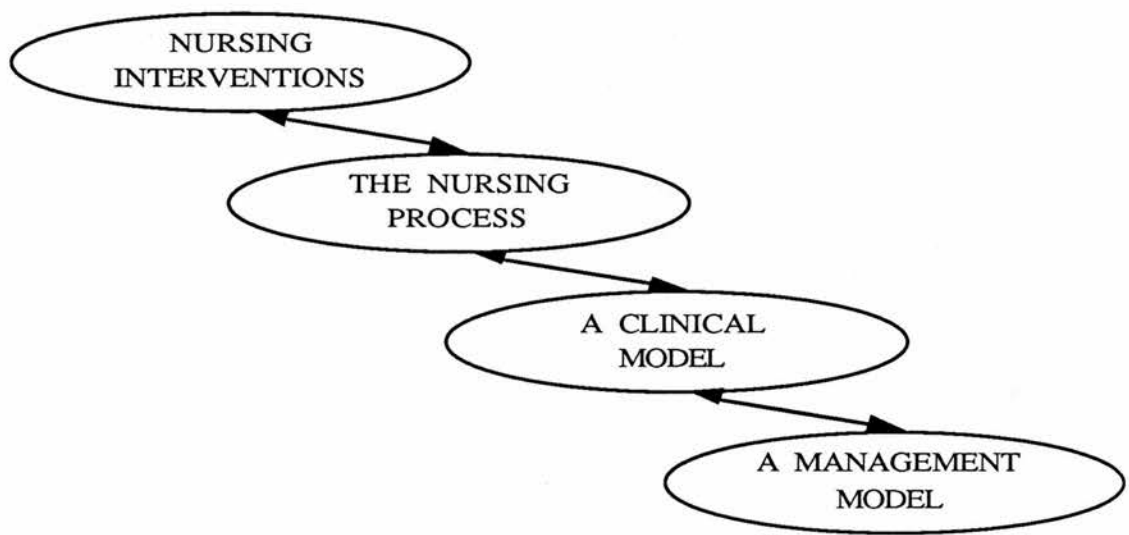 NURSING
INTERVENTIONS
THE NURSING
PROCESS
A CLINICAL
MODEL
A MANAGEMENT
MODEL